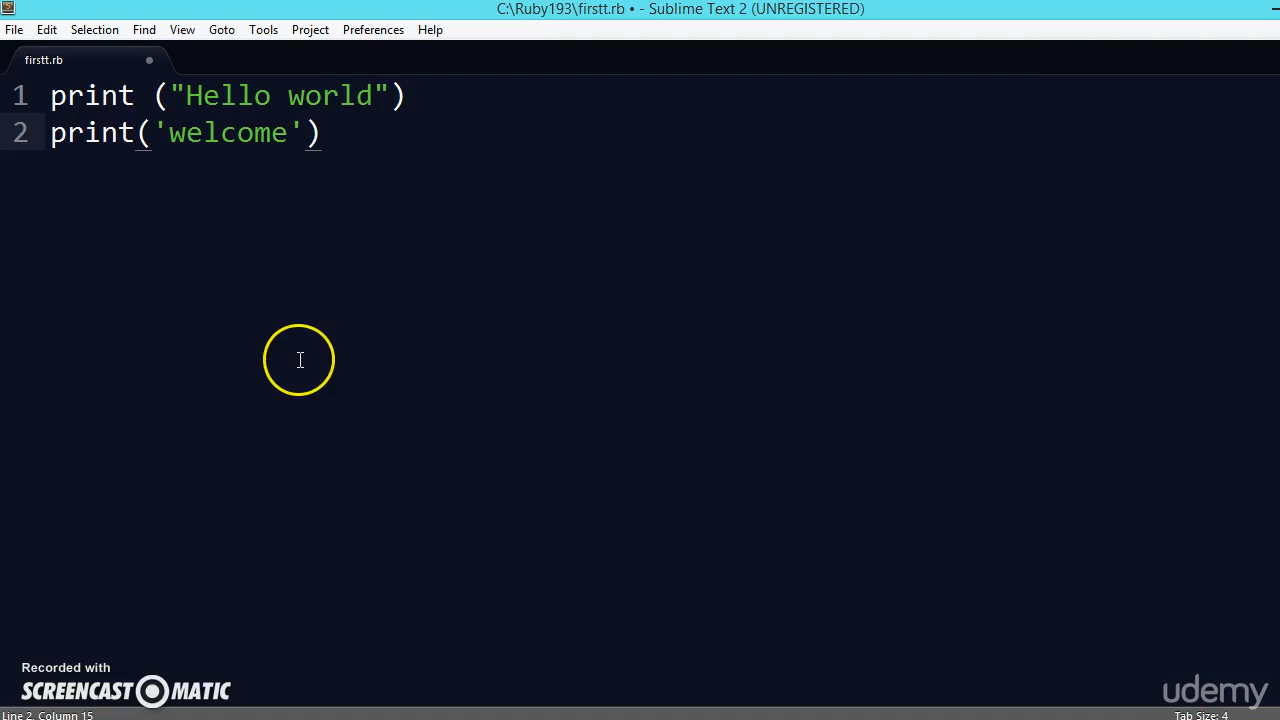 C:\Ruby193\firstt.rb • - Sublime Text 2 (UNREGISTERED)
File Edit Selection Find View Goto Tools Project Preferences Help
firstt.rb
1 print ("Hello world")
2 print('welcome')
Recorded with
SCREENCAST MATIC
udemy
Line 2, Column 15
Tab Size: 4